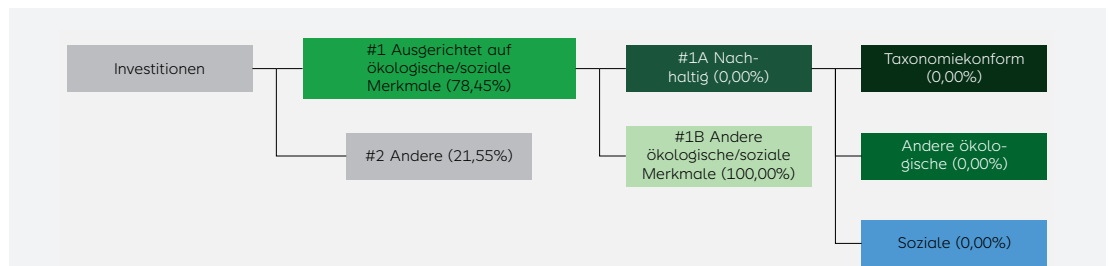 Investitionen
#1 Ausgerichtet auf
ökologische/soziale
Merkmale (78,45%)
#2 Andere (21,55%)
#1A Nach-
haltig (0,00%)
#1B Andere
ökologische/soziale
Merkmale (100,00%)
Taxonomiekonform
(0,00%)
Andere ökolo-
gische (0,00%)
Soziale (0,00%)